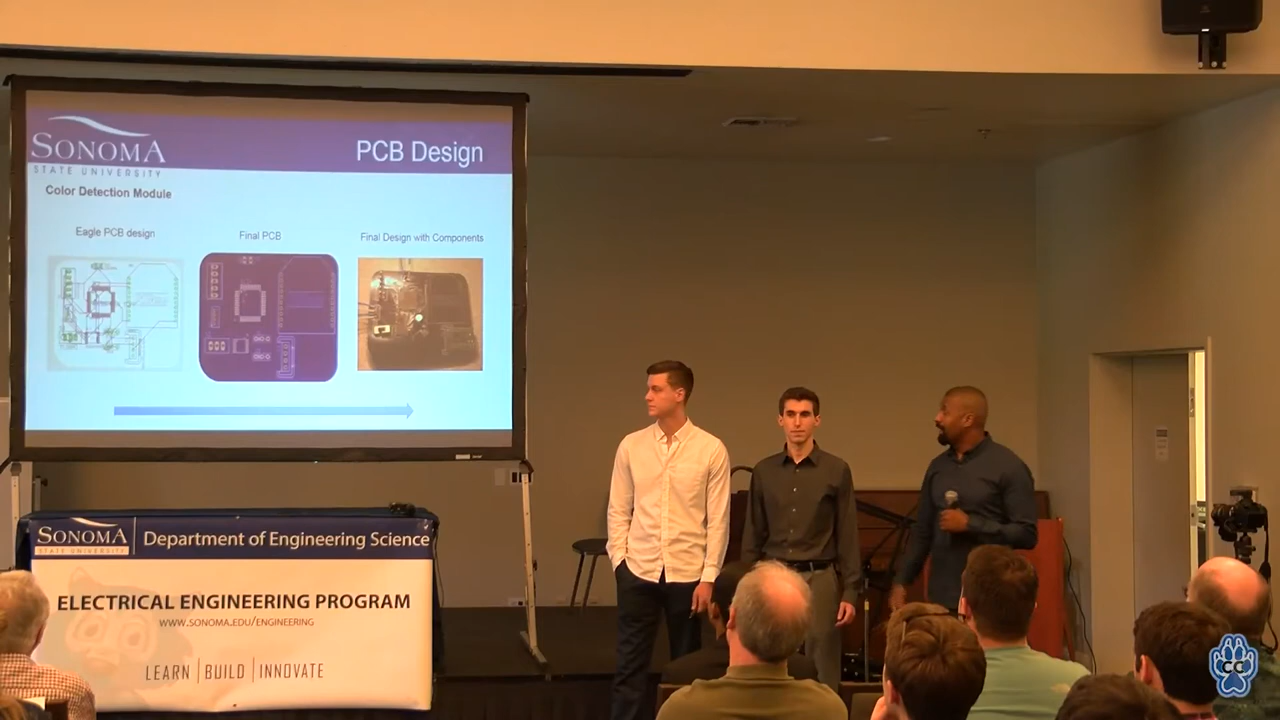 SONOMA
STATE UNIVERSITY
PCB Design
Color Detection Module
Eagle PCB design
Final PCB
Final Design with Components
SONOMA
STATE UNIVERSITY
Department of Engineering Science
ELECTRICAL ENGINEERING PROGRAM
WWW.SONOMA.EDU/ENGINEERING
LEARN | BUILD | INNOVATE
CC